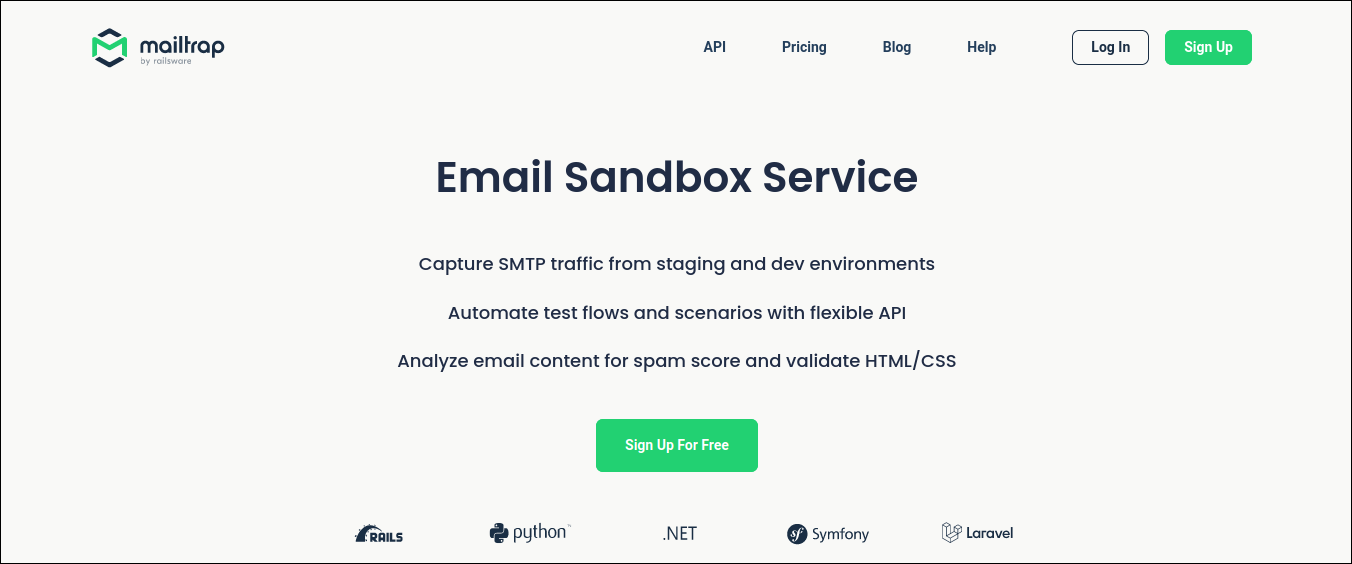 mailtrap
by railsware
API Pricing Blog Help Log In Sign Up
Email Sandbox Service
Capture SMTP traffic from staging and dev environments
Automate test flows and scenarios with flexible API
Analyze email content for spam score and validate HTML/CSS
Sign Up For Free
RAILS python .NET sf Symfony Laravel